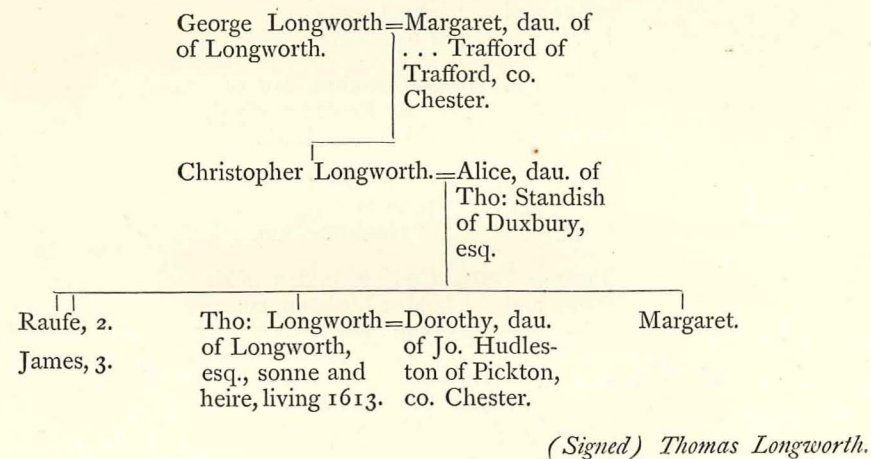 George Longworth=Margaret, dau. of
of Longworth. . . . Trafford of
Trafford, co.
Chester.
Christopher Longworth.=Alice, dau. of
Tho: Standish
of Duxbury,
esq.
Raufe, 2.
James, 3.
Tho: Longworth=Dorothy, dau.
of Longworth, of Jo. Hudles-
esq., sonne and ton of Pickton,
heire, living 1613. co. Chester.
Margaret.
(Signed) Thomas Longworth.